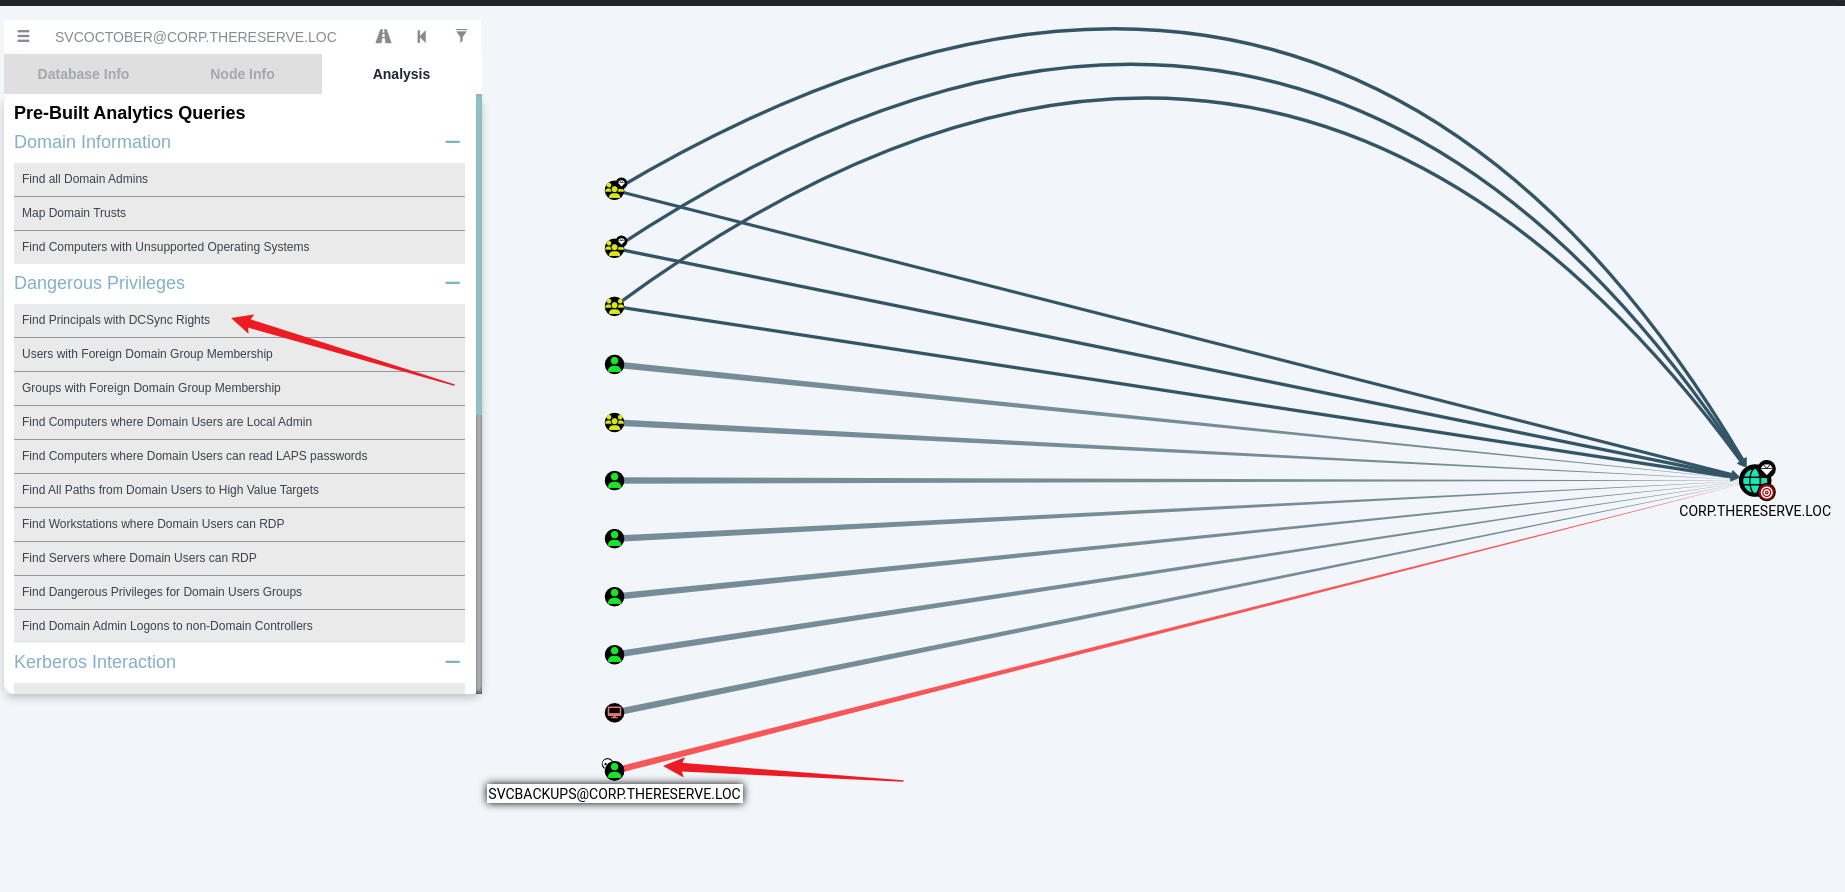 SVCOCTOBER@CORP.THERESERVE.LOC
Database Info
Node Info
Analysis
Pre-Built Analytics Queries
Domain Information
Find all Domain Admins
Map Domain Trusts
Find Computers with Unsupported Operating Systems
Dangerous Privileges
Find Principals with DCSync Rights
Users with Foreign Domain Group Membership
Groups with Foreign Domain Group Membership
Find Computers where Domain Users are Local Admin
Find Computers where Domain Users can read LAPS passwords
Find All Paths from Domain Users to High Value Targets
Find Workstations where Domain Users can RDP
Find Servers where Domain Users can RDP
Find Dangerous Privileges for Domain Users Groups
Find Domain Admin Logons to non-Domain Controllers
Kerberos Interaction
CORP.THERESERVE.LOC
SVCBACKUPS@CORP.THERESERVE.LOC